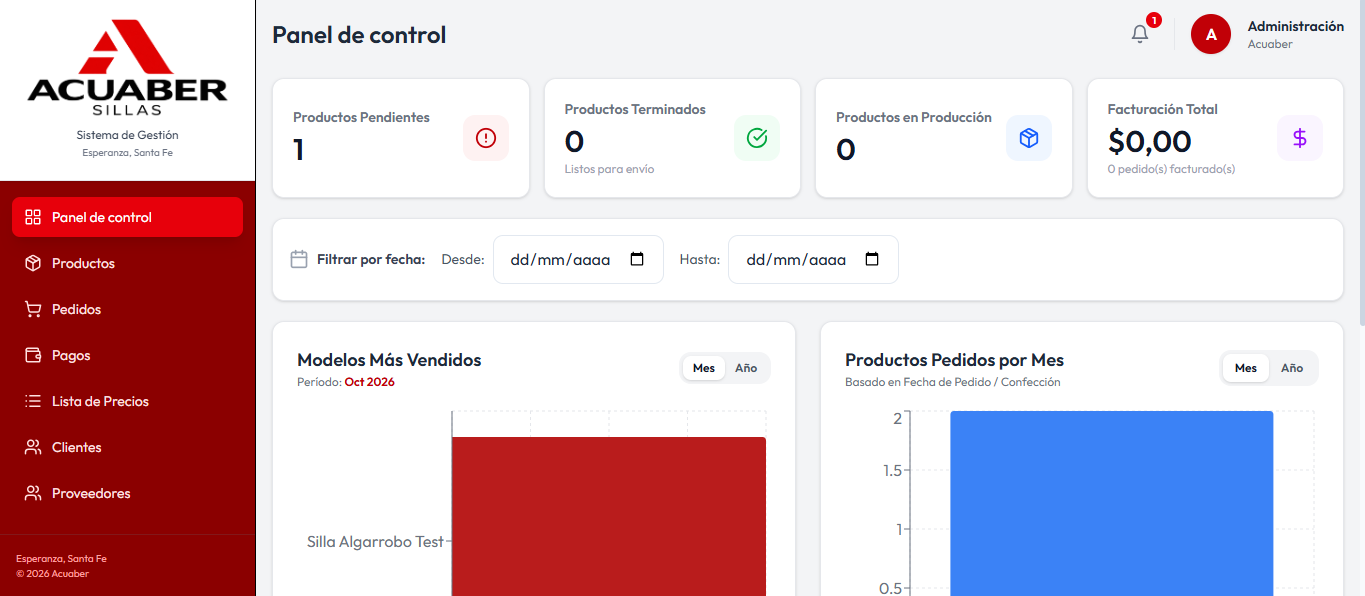 ACUABER
SILLAS
Sistema de Gestión
Esperanza, Santa Fe
Panel de control
Productos
Pedidos
Pagos
Lista de Precios
Clientes
Proveedores
Esperanza, Santa Fe
© 2026 Acuaber
Panel de control
1
A
Administración
Acuaber
Productos Pendientes
1
Productos Terminados
0
Listos para envío
Productos en Producción
0
Facturación Total
$0,00
0 pedido(s) facturado(s)
Filtrar por fecha: Desde: dd/mm/aaaa Hasta: dd/mm/aaaa
Modelos Más Vendidos
Período: Oct 2026
Mes Año
Silla Algarrobo Test
Productos Pedidos por Mes
Basado en Fecha de Pedido / Confección
Mes Año
2
1.5
1
0.5